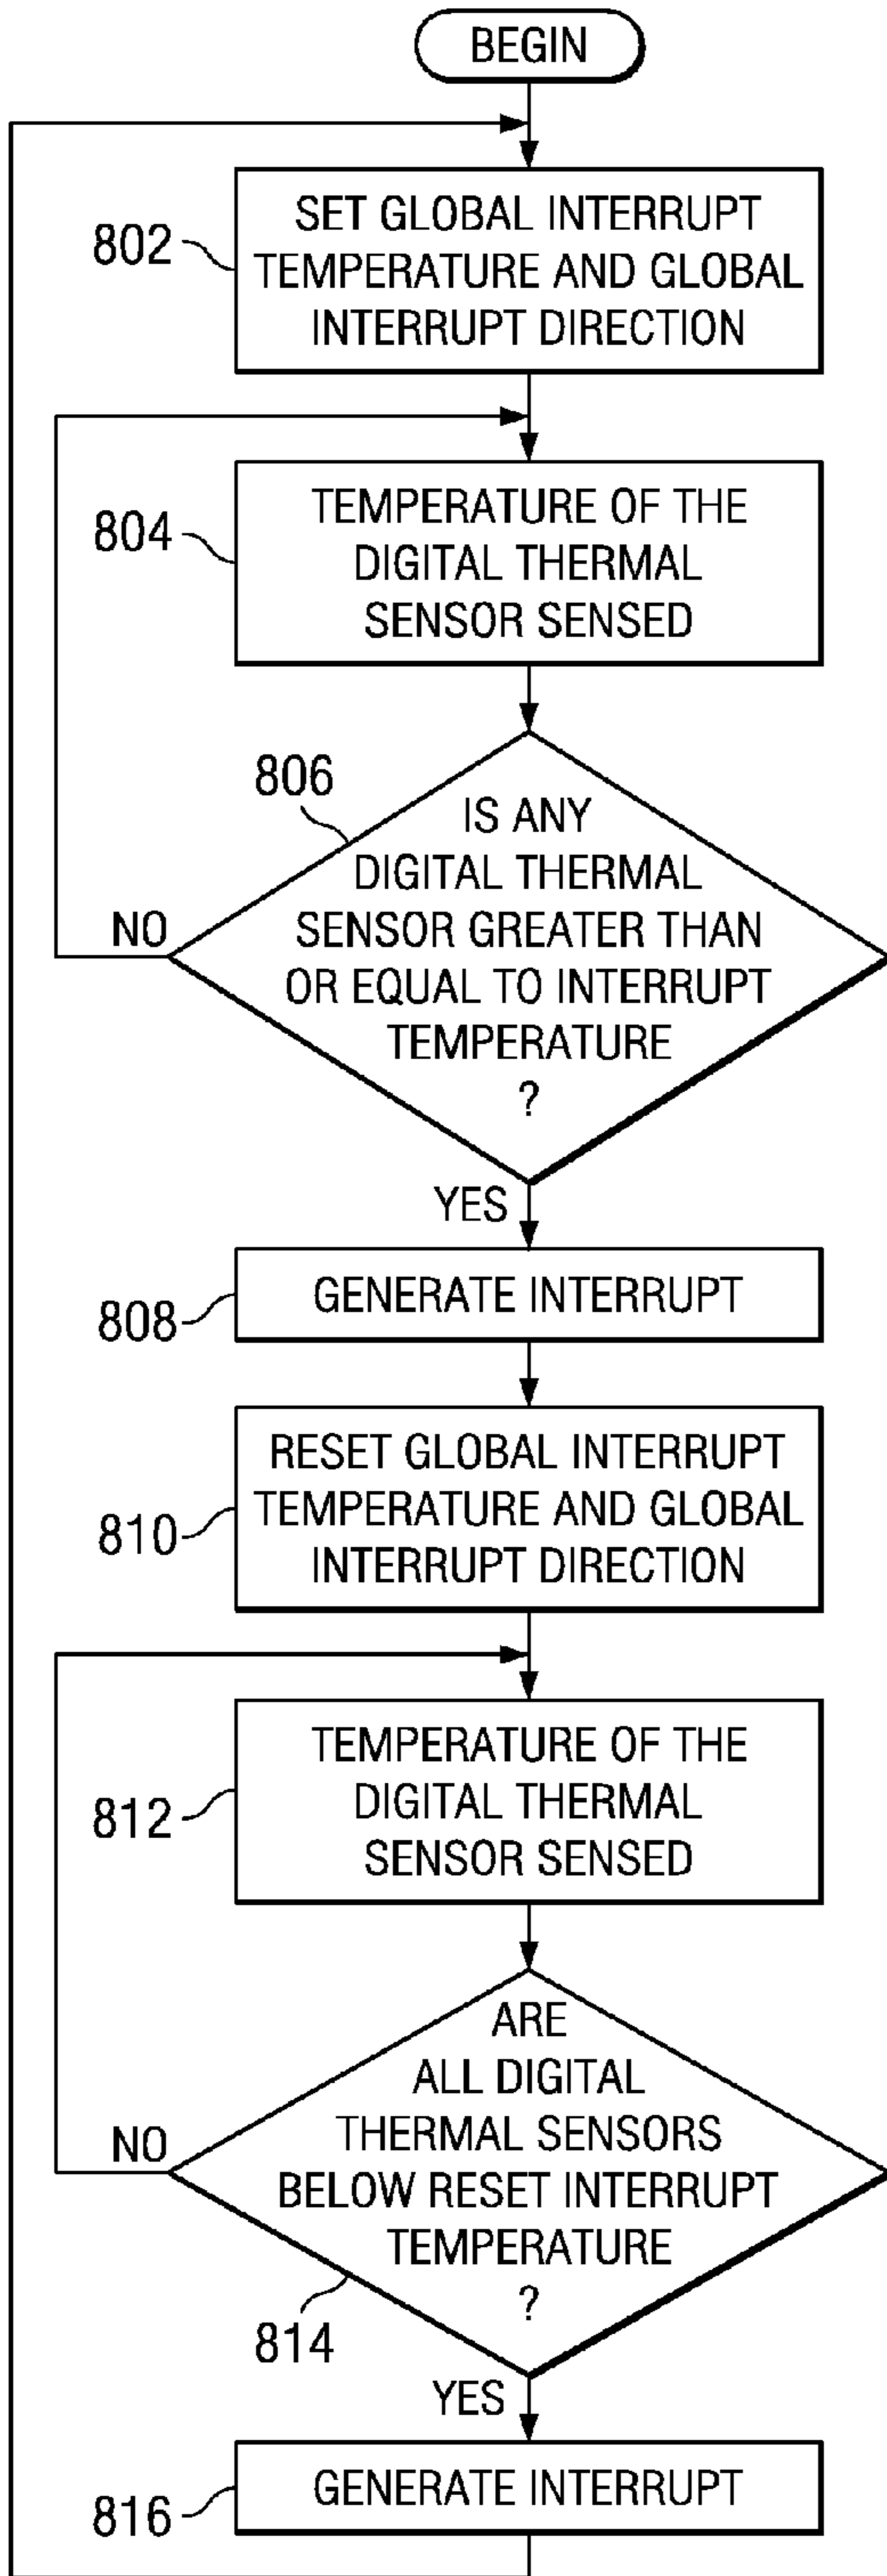 BEGIN
802
SET GLOBAL INTERRUPT
TEMPERATURE AND GLOBAL
INTERRUPT DIRECTION
804
TEMPERATURE OF THE
DIGITAL THERMAL
SENSOR SENSED
806
IS ANY
DIGITAL THERMAL
SENSOR GREATER THAN
OR EQUAL TO INTERRUPT
TEMPERATURE
?
NO
YES
808
GENERATE INTERRUPT
810
RESET GLOBAL INTERRUPT
TEMPERATURE AND GLOBAL
INTERRUPT DIRECTION
812
TEMPERATURE OF THE
DIGITAL THERMAL
SENSOR SENSED
ARE
ALL DIGITAL
THERMAL SENSORS
BELOW RESET INTERRUPT
TEMPERATURE
?
NO
814
YES
816
GENERATE INTERRUPT